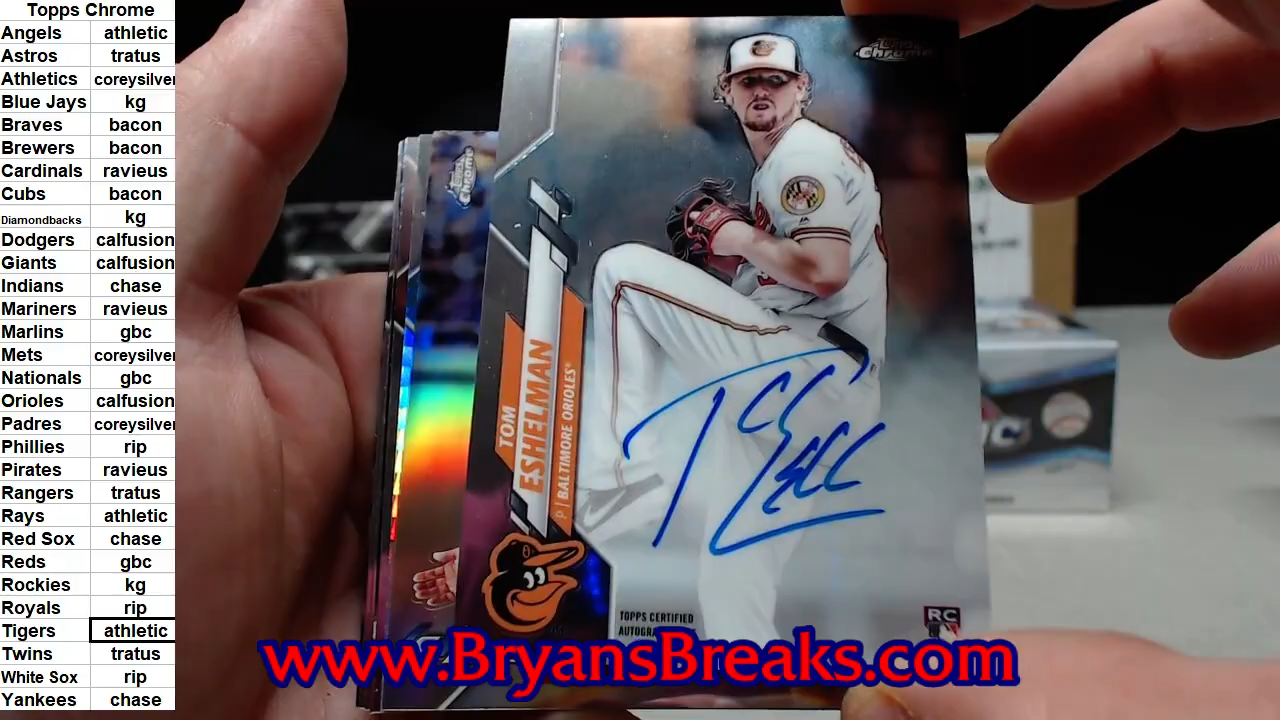 Topps Chrome
Angels athletic
Astros tratus
Athletics coreysilver
Blue Jays kg
Braves bacon
Brewers bacon
Cardinals ravieus
Cubs bacon
Diamondbacks kg
Dodgers calfusion
Giants calfusion
Indians chase
Mariners ravieus
Marlins gbc
Mets coreysilver
Nationals gbc
Orioles calfusion
Padres coreysilver
Phillies rip
Pirates ravieus
Rangers tratus
Rays athletic
Red Sox chase
Reds gbc
Rockies kg
Royals rip
Tigers athletic
Twins tratus
White Sox rip
Yankees chase
Topps
Chrome
Topps
Chrome
TOM
ESHELMAN
P | BALTIMORE ORIOLES®
TOPPS CERTIFIED
RC
www.BryansBreaks.com